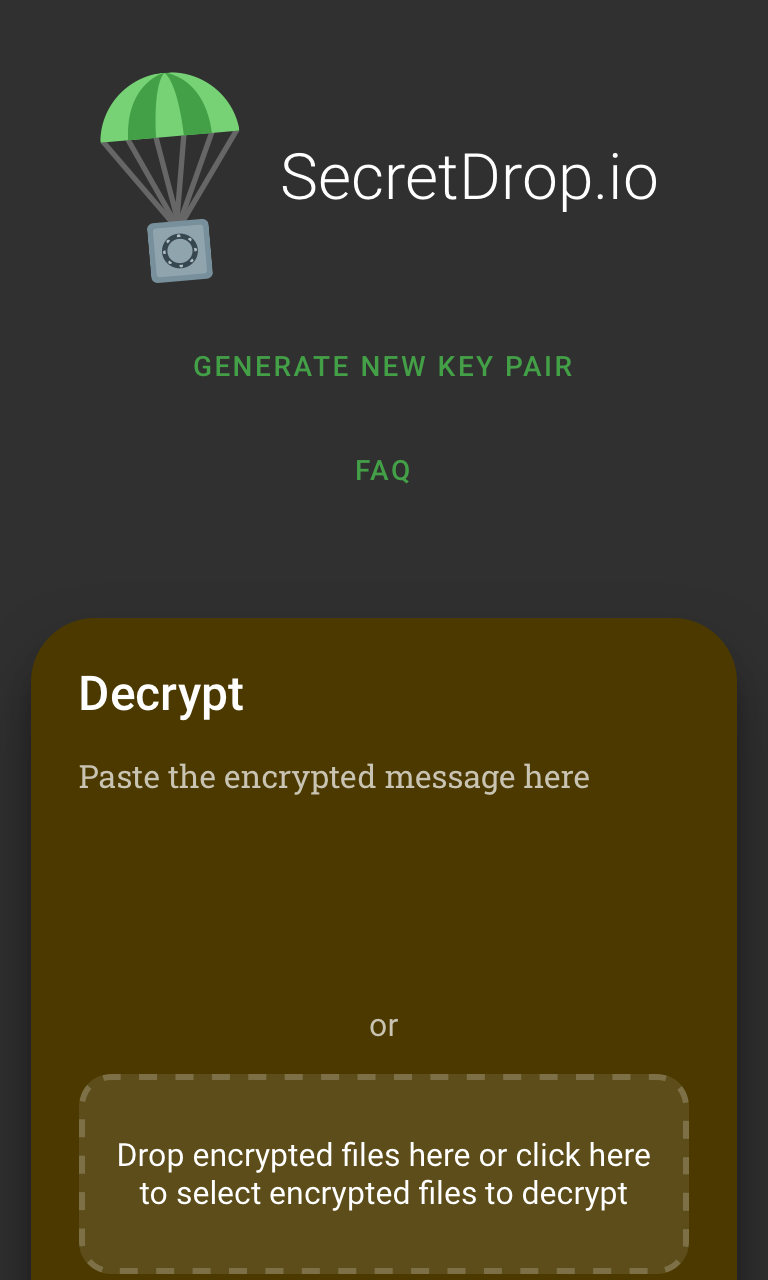 SecretDrop.io
GENERATE NEW KEY PAIR
FAQ
Decrypt
Paste the encrypted message here
or
Drop encrypted files here or click here
to select encrypted files to decrypt